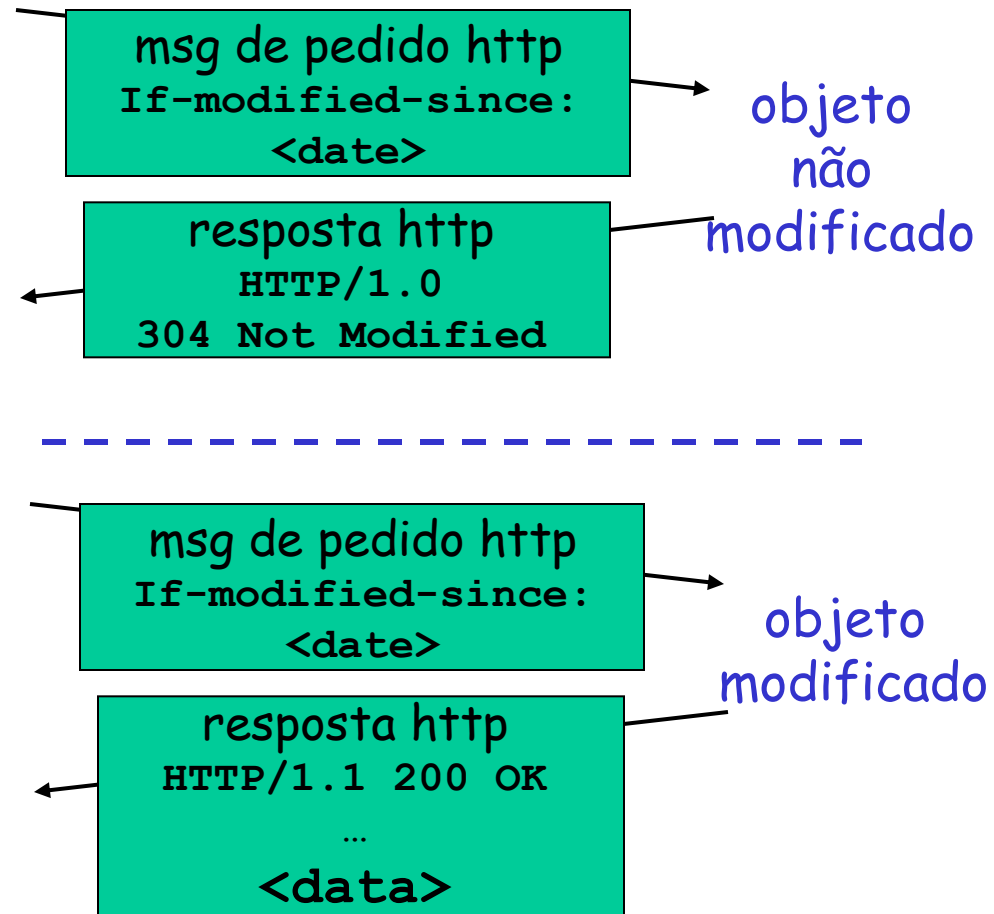 msg de pedido http
If-modified-since:
<date>
objeto
não
modificado
resposta http
HTTP/1.0
304 Not Modified
msg de pedido http
If-modified-since:
<date>
objeto
modificado
resposta http
HTTP/1.1 200 OK
…
<data>